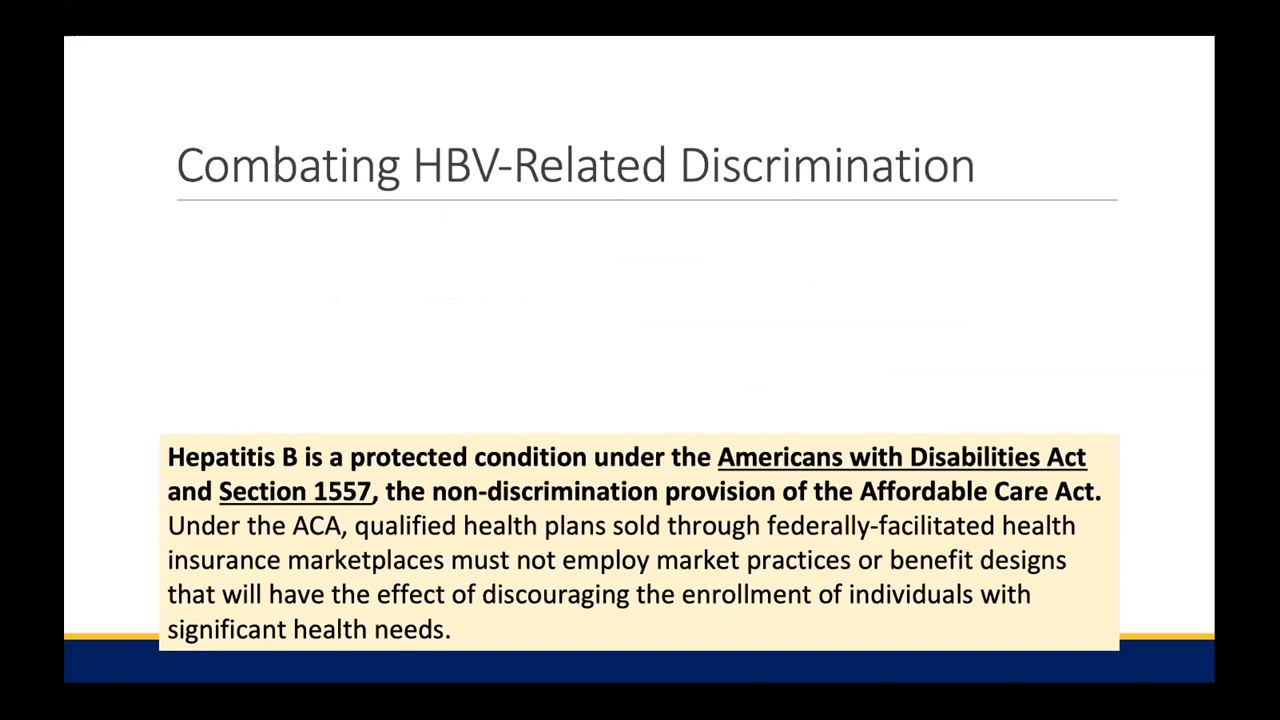 Combating HBV-Related Discrimination
Hepatitis B is a protected condition under the Americans with Disabilities Act
and Section 1557, the non-discrimination provision of the Affordable Care Act.
Under the ACA, qualified health plans sold through federally-facilitated health
insurance marketplaces must not employ market practices or benefit designs
that will have the effect of discouraging the enrollment of individuals with
significant health needs.